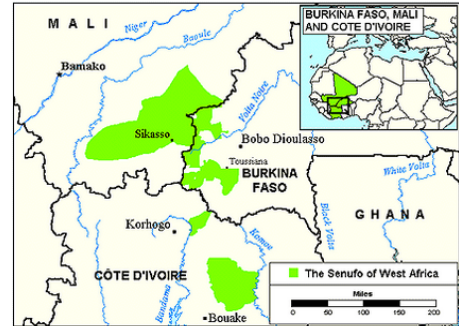 MALI
Niger
Baoule
Bamako
BURKINA FASO, MALI
AND COTE D'IVOIRE
Volta Noire
Sikasso
Bobo Dioulasso
Toussiana
BURKINA
FASO
White Volta
GHANA
Black Volta
Korhogo
Komoe
CÔTE D'IVOIRE
Bandama
Bouake
The Senufo of West Africa
Miles
0 50 100 150 200